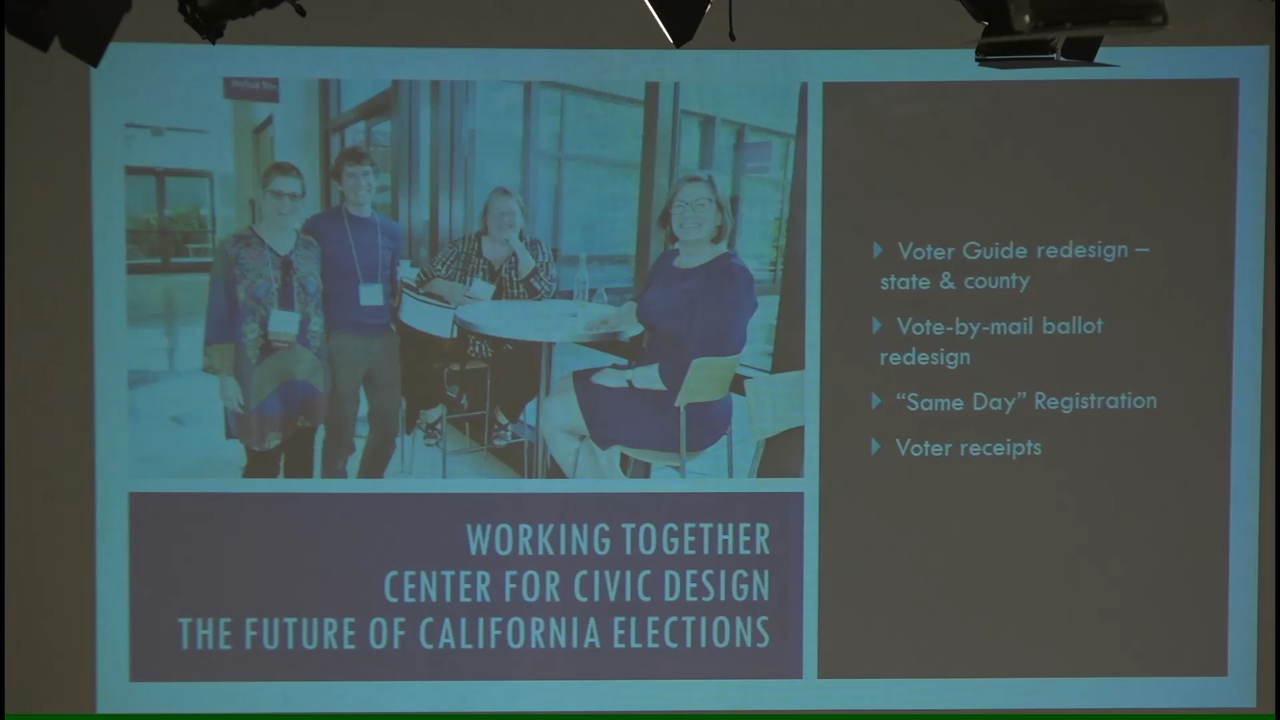 WORKING TOGETHER
CENTER FOR CIVIC DESIGN
THE FUTURE OF CALIFORNIA ELECTIONS
Voter Guide redesign –
state & county
Vote-by-mail ballot
redesign
“Same Day” Registration
Voter receipts